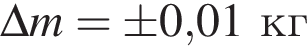 Δm = ±0,01 кг